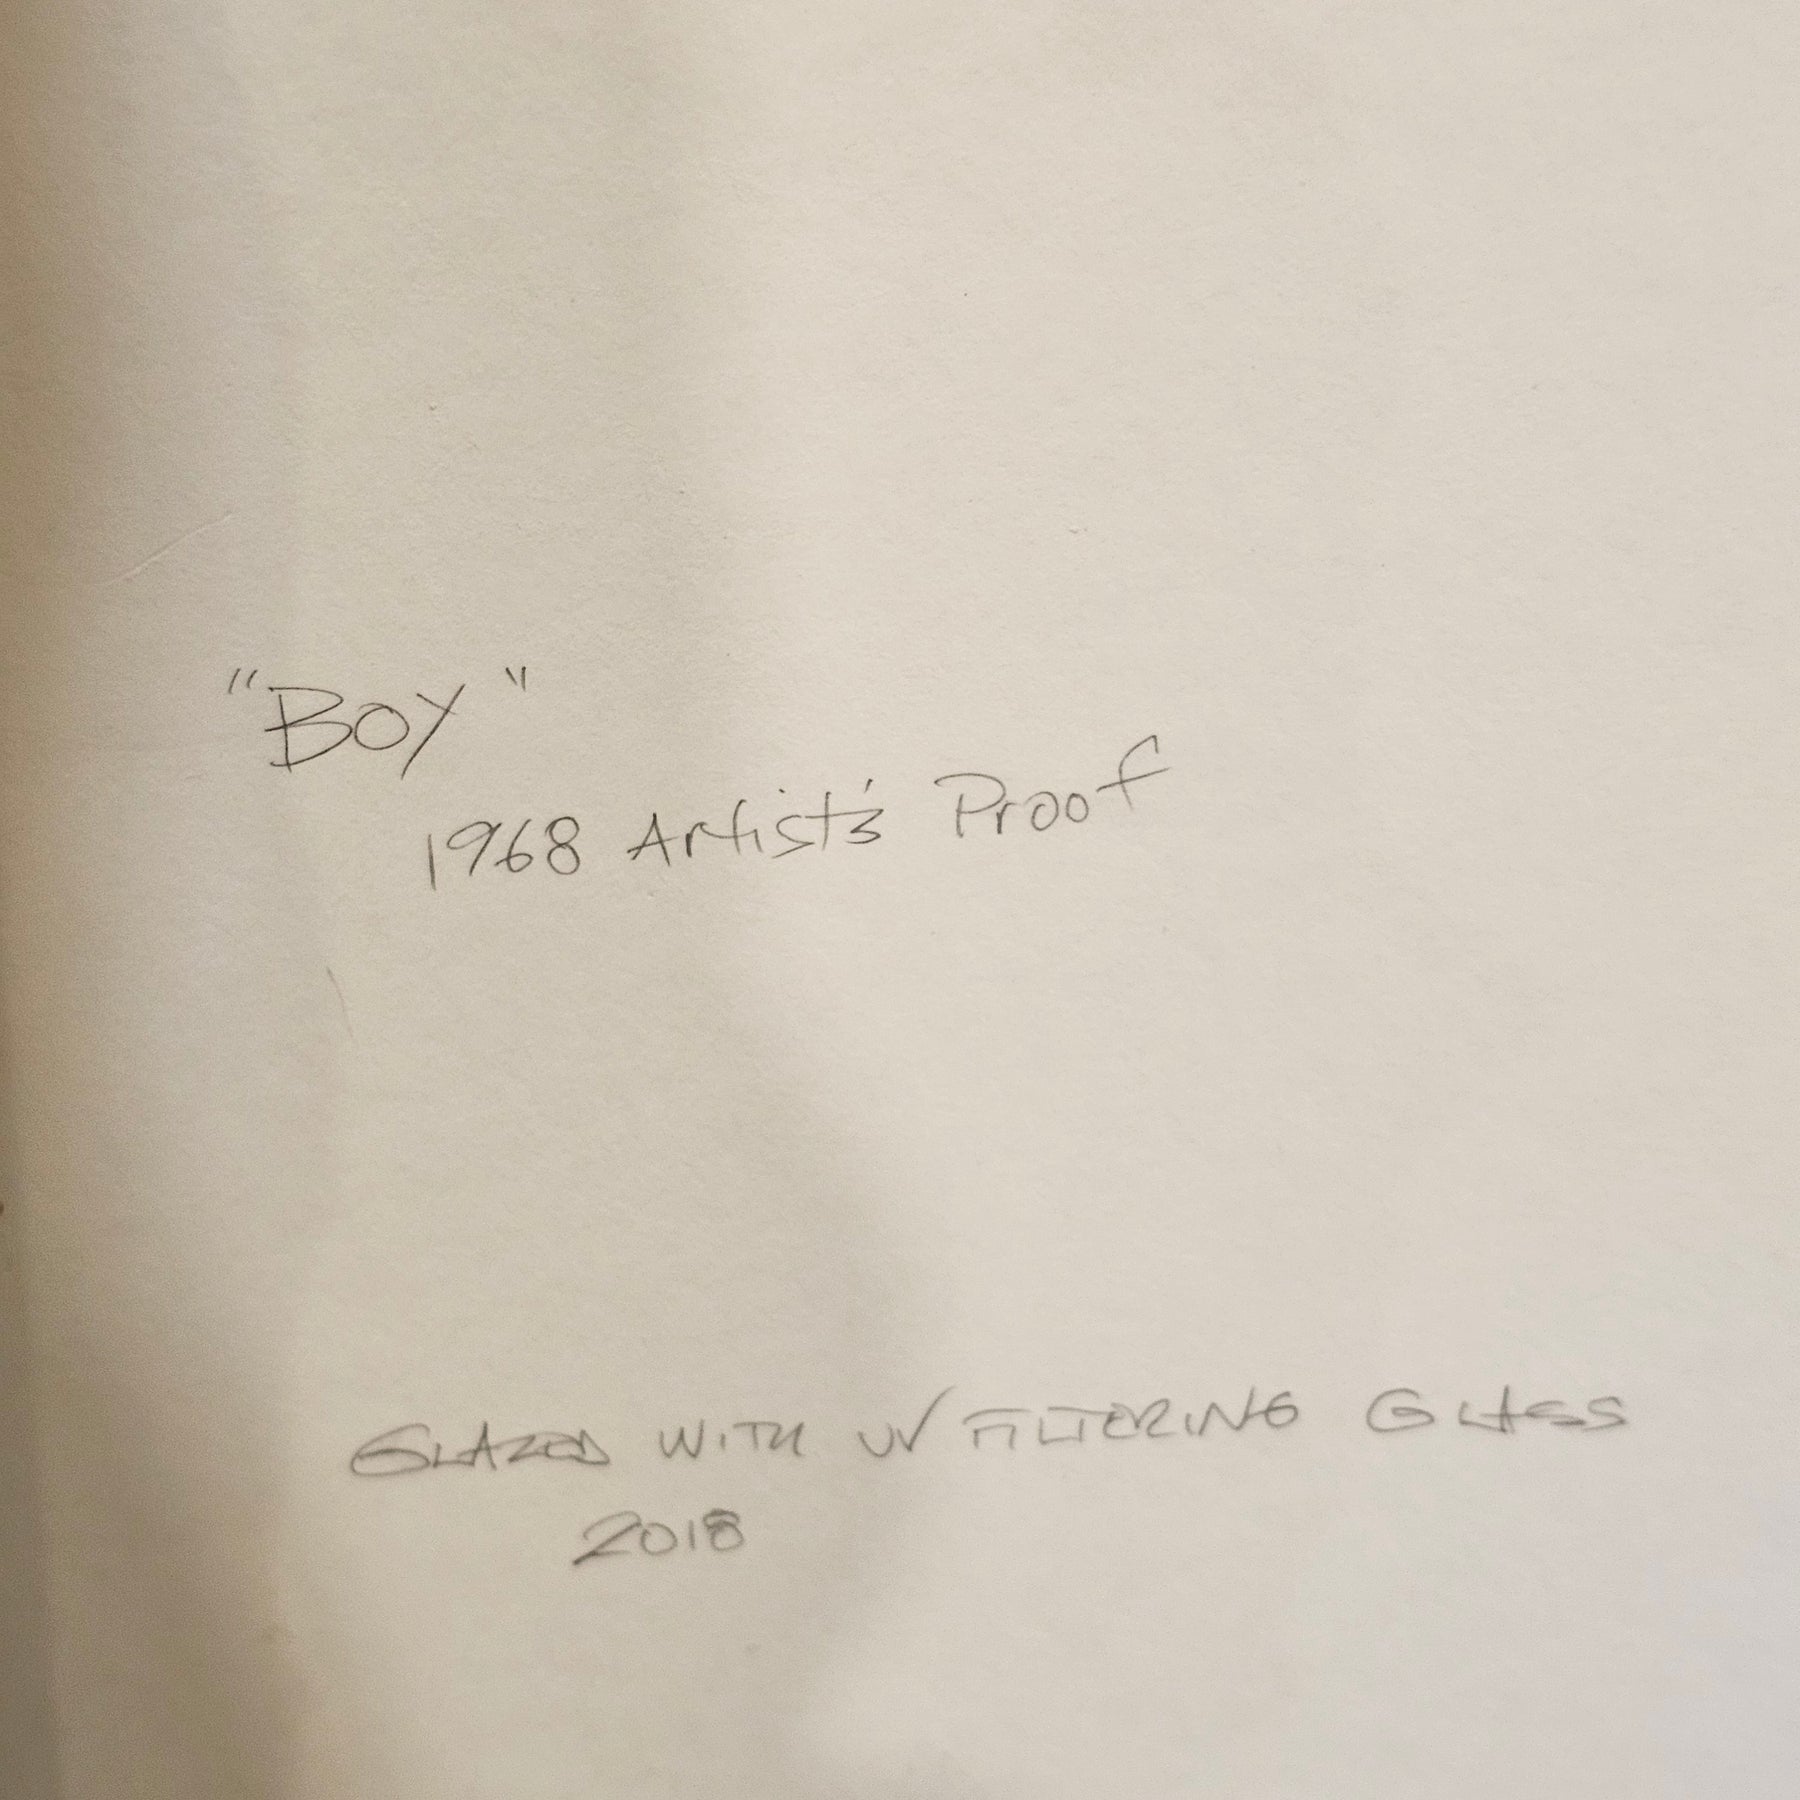 "BOY"
1968 Artist's Proof
GLAZED WITH UV FILTERING GLASS
2018